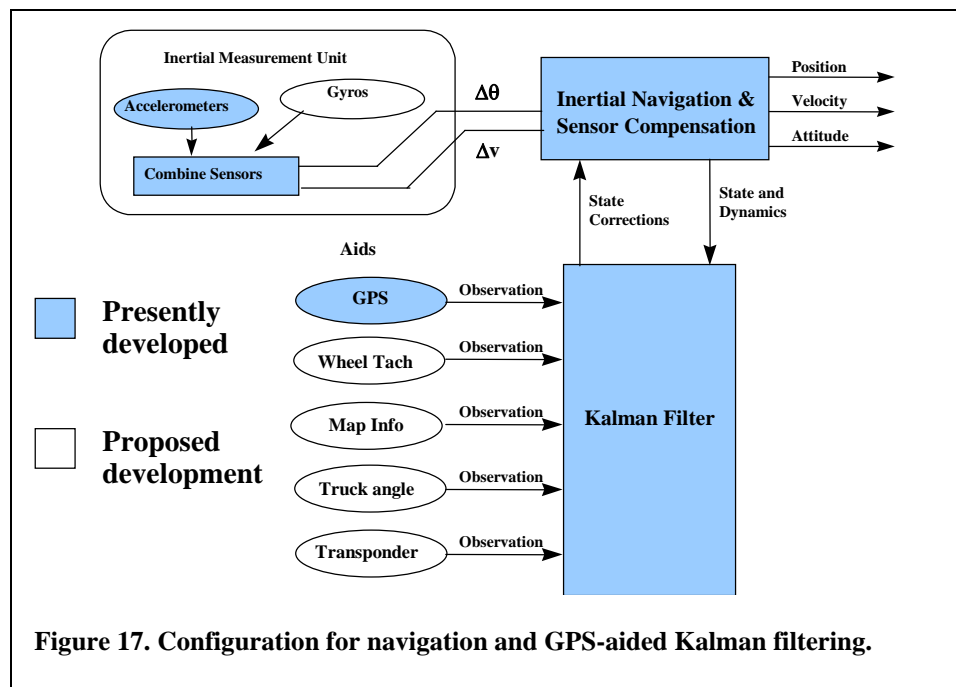 Inertial Measurement Unit
Accelerometers
Gyros
Combine Sensors
Δθ
Δv
Inertial Navigation &
Sensor Compensation
Position
Velocity
Attitude
State
Corrections
State and
Dynamics
Aids
GPS
Observation
Wheel Tach
Observation
Map Info
Observation
Truck angle
Observation
Transponder
Observation
Kalman Filter
Presently
developed
Proposed
development
Figure 17. Configuration for navigation and GPS-aided Kalman filtering.